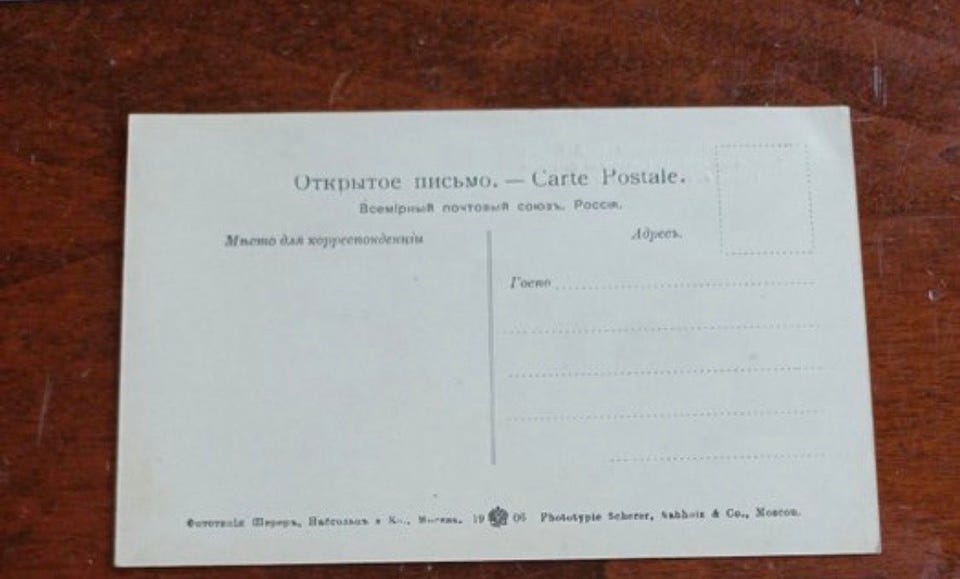 Открытое письмо. — Carte Postale.
Всемірный почтовый союзъ. Россія.
Мѣсто для корреспонденціи
Адресъ.
Госпо
Фототипія Шереръ, Набгольцъ и Ко., Москва. 19 06 Phototypie Scherer, Nabholz & Co., Moscou.